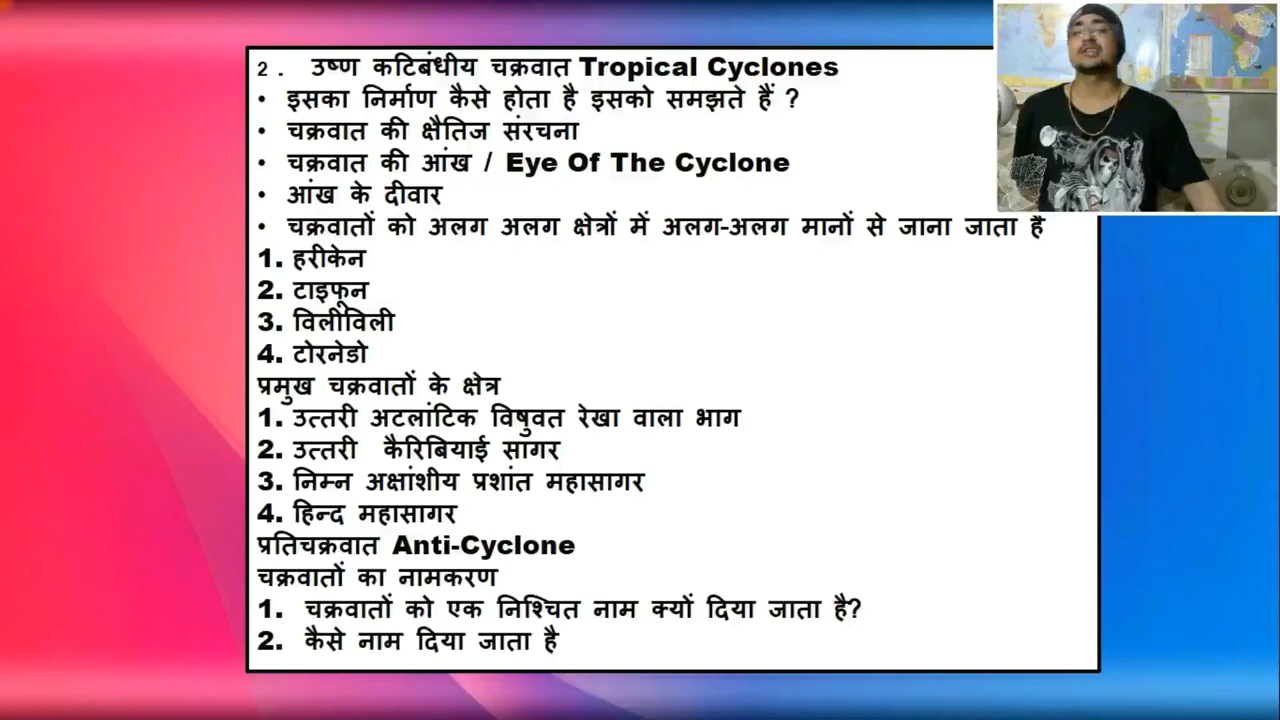 2 . उष्ण कटिबंधीय चक्रवात Tropical Cyclones
• इसका निर्माण कैसे होता है इसको समझते हैं ?
• चक्रवात की क्षैतिज संरचना
• चक्रवात की आंख / Eye Of The Cyclone
• आंख के दीवार
• चक्रवातों को अलग अलग क्षेत्रों में अलग-अलग मानों से जाना जाता है
1. हरीकेन
2. टाइफून
3. विलीविली
4. टोरनेडो
प्रमुख चक्रवातों के क्षेत्र
1. उत्तरी अटलांटिक विषुवत रेखा वाला भाग
2. उत्तरी कैरिबियाई सागर
3. निम्न अक्षांशीय प्रशांत महासागर
4. हिन्द महासागर
प्रतिचक्रवात Anti-Cyclone
चक्रवातों का नामकरण
1. चक्रवातों को एक निश्चित नाम क्यों दिया जाता है?
2. कैसे नाम दिया जाता है